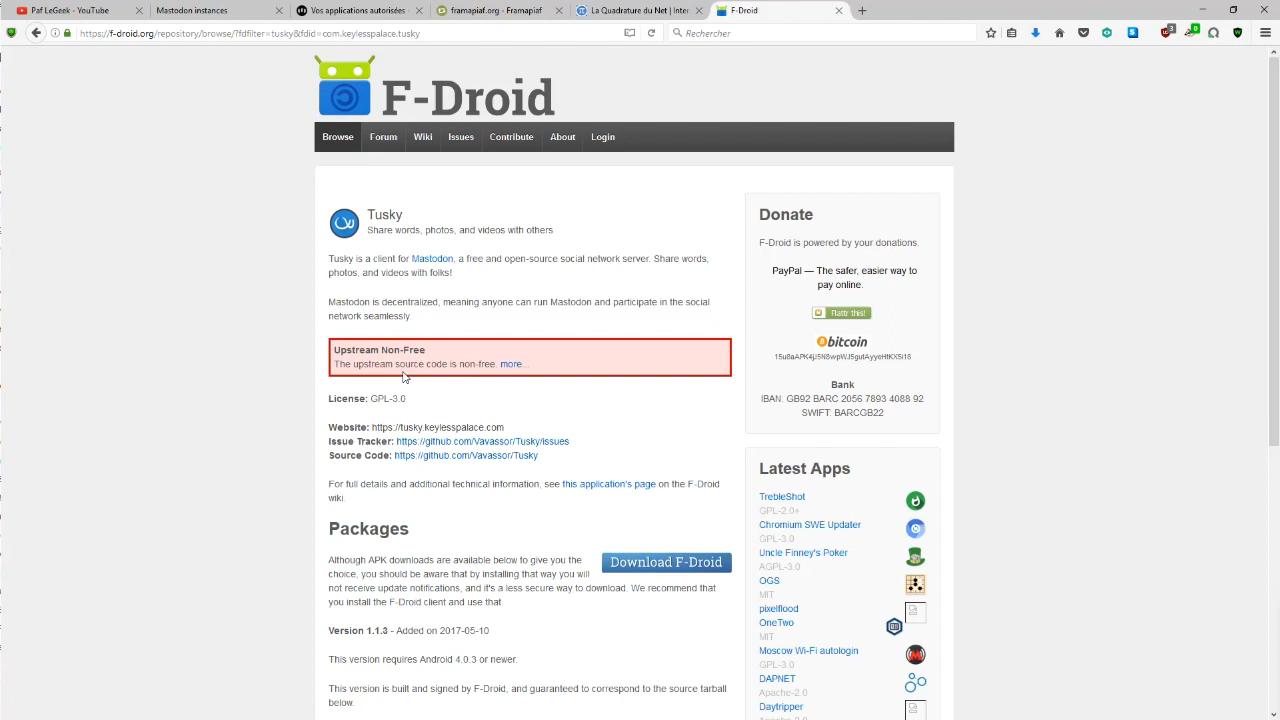 Paf LeGeek - YouTube
Mastodon instances
Vos applications autorisées
framapiaf.org - Framapiaf
La Quadrature du Net | Inter
F-Droid
https://f-droid.org/repository/browse/?fdfilter=tusky&fdid=com.keylesspalace.tusky
Rechercher
3
0
F-Droid
Browse
Forum
Wiki
Issues
Contribute
About
Login
Tusky
Share words, photos, and videos with others
Tusky is a client for Mastodon, a free and open-source social network server. Share words,
photos, and videos with folks!
Mastodon is decentralized, meaning anyone can run Mastodon and participate in the social
network seamlessly.
Upstream Non-Free
The upstream source code is non-free. more...
License: GPL-3.0
Website: https://tusky.keylesspalace.com
Issue Tracker: https://github.com/Vavassor/Tusky/issues
Source Code: https://github.com/Vavassor/Tusky
For full details and additional technical information, see this application's page on the F-Droid
wiki.
Packages
Although APK downloads are available below to give you the
choice, you should be aware that by installing that way you will
not receive update notifications, and it's a less secure way to download. We recommend that
you install the F-Droid client and use that.
Download F-Droid
Version 1.1.3 - Added on 2017-05-10
This version requires Android 4.0.3 or newer.
This version is built and signed by F-Droid, and guaranteed to correspond to the source tarball
below.
Donate
F-Droid is powered by your donations.
PayPal — The safer, easier way to
pay online.
Flattr this!
bitcoin
Bank
IBAN: GB92 BARC 2056 7893 4088 92
SWIFT: BARCGB22
Latest Apps
TrebleShot
GPL-2.0+
Chromium SWE Updater
GPL-3.0
Uncle Finney's Poker
AGPL-3.0
OGS
MIT
pixelflood
OneTwo
MIT
Moscow Wi-Fi autologin
GPL-3.0
DAPNET
Apache-2.0
Daytripper
Apache-2.0